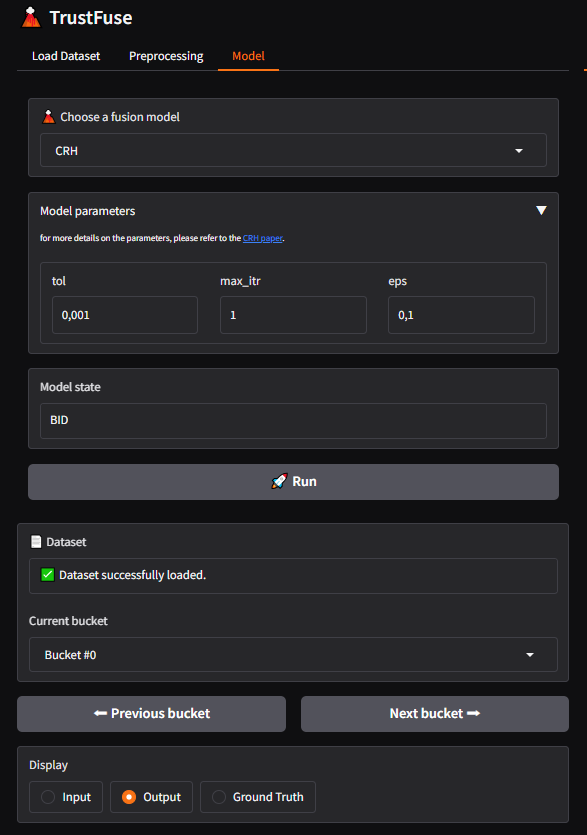 TrustFuse
Load Dataset Preprocessing Model
Choose a fusion model
CRH
Model parameters
for more details on the parameters, please refer to the CRH paper.
tol max_itr eps
0,001 1 0,1
Model state
BID
Run
Dataset
Dataset successfully loaded.
Current bucket
Bucket #0
Previous bucket Next bucket
Display
Input Output Ground Truth